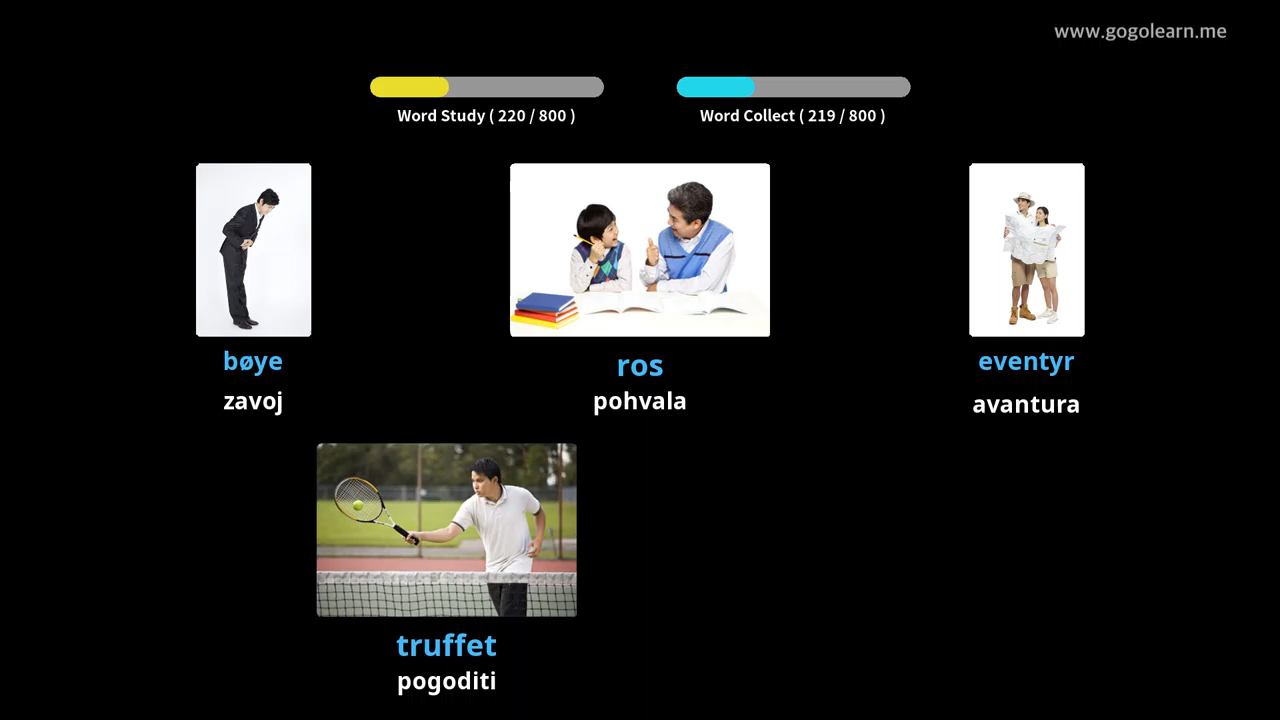 www.gogolearn.me
Word Study ( 220 / 800 )
Word Collect ( 219 / 800 )
bøye
zavoj
ros
pohvala
eventyr
avantura
truffet
pogoditi